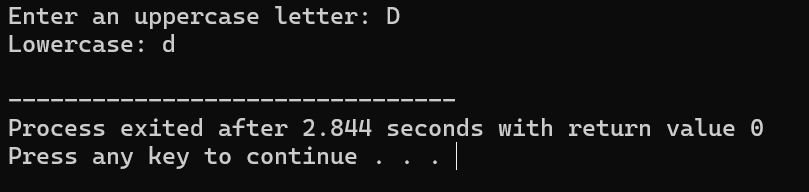 Enter an uppercase letter: D
Lowercase: d
--------------------------------
Process exited after 2.844 seconds with return value 0
Press any key to continue . . .